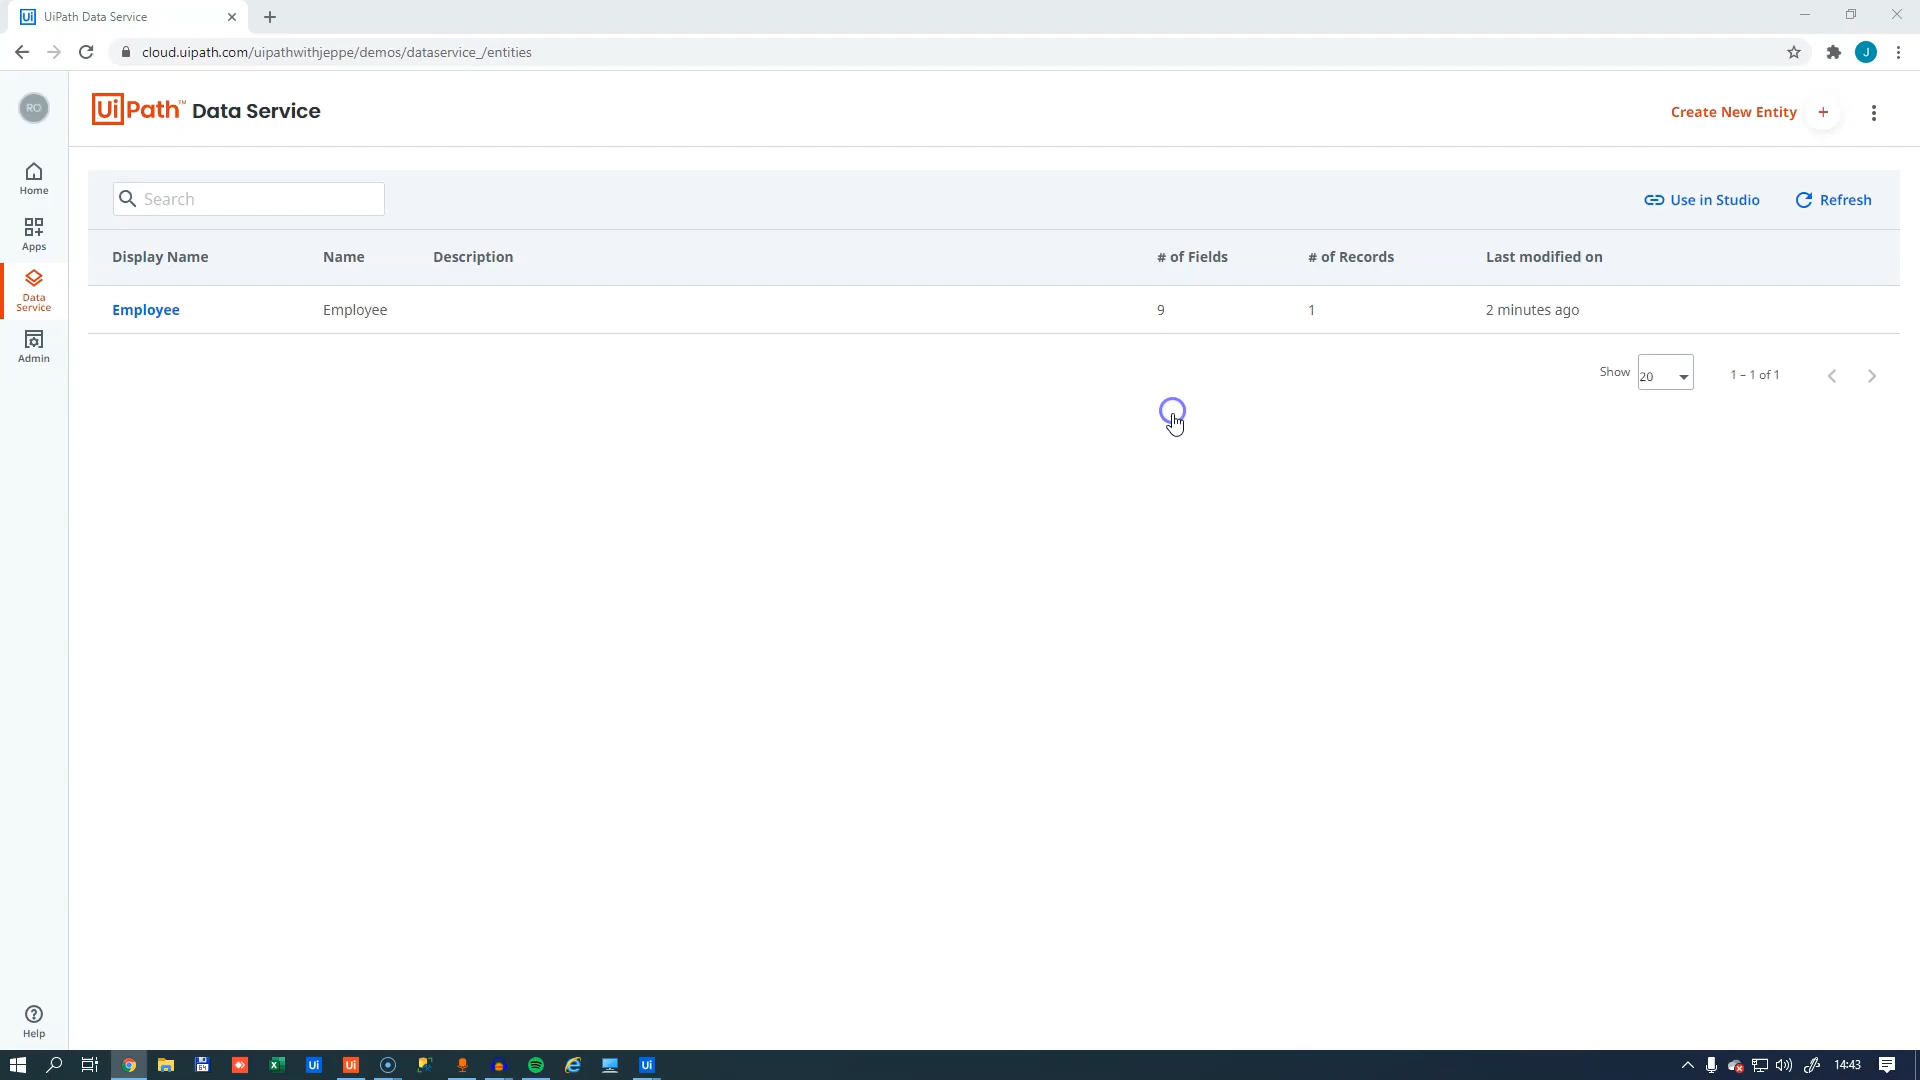 UiPath Data Service
cloud.uipath.com/uipathwithjeppe/demos/dataservice_/entities
J
RO
UiPath™ Data Service
Create New Entity +
Home
Apps
Data Service
Admin
Help
Search
Use in Studio
Refresh
Display Name Name Description # of Fields # of Records Last modified on
Employee Employee 9 1 2 minutes ago
Show 20 1 – 1 of 1
14:43